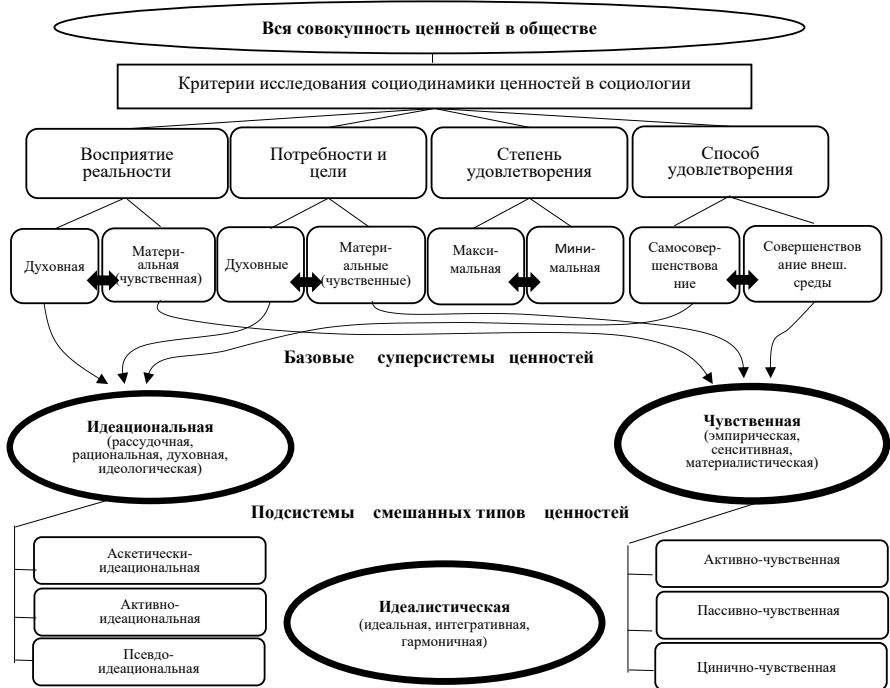 Вся совокупность ценностей в обществе
Критерии исследования социодинамики ценностей в социологии
Восприятие
реальности
Потребности и
цели
Степень
удовлетворения
Способ
удовлетворения
Духовная
Матери-
альная
(чувственная)
Духовные
Матери-
альные
(чувственные)
Макси-
мальная
Мини-
мальная
Самосовер-
шенствова
ние
Совершенствов
ание внеш.
среды
Базовые суперсистемы ценностей
Идеациональная
(рассудочная,
рациональная, духовная,
идеологическая)
Чувственная
(эмпирическая,
сенситивная,
материалистическая)
Подсистемы смешанных типов ценностей
Аскетически-
идеациональная
Активно-
идеациональная
Псевдо-
идеациональная
Идеалистическая
(идеальная, интегративная,
гармоничная)
Активно-чувственная
Пассивно-чувственная
Цинично-чувственная